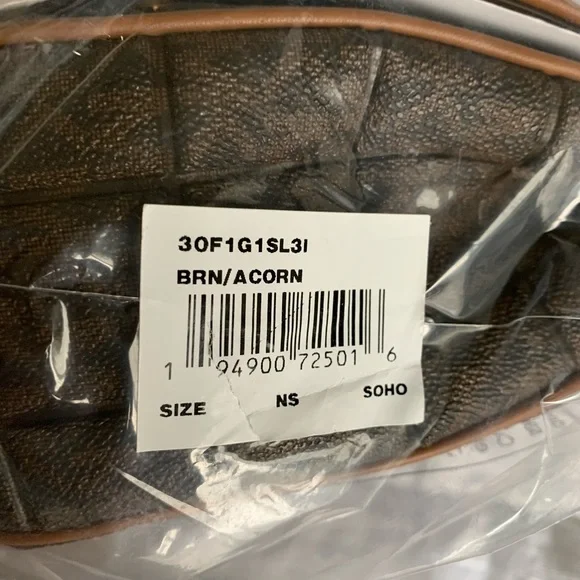 30F1G1SL3I
BRN/ACORN
1 94900 72501 6
SIZE NS SOHO